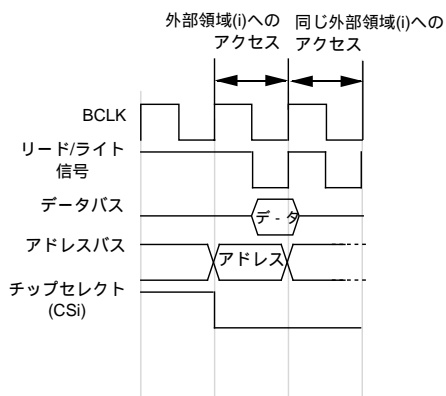 外部領域(i)への
アクセス
同じ外部領域(i)への
アクセス
BCLK
リード/ライト
信号
データバス
デ - タ
アドレスバス
アドレス
チップセレクト
(CSi)